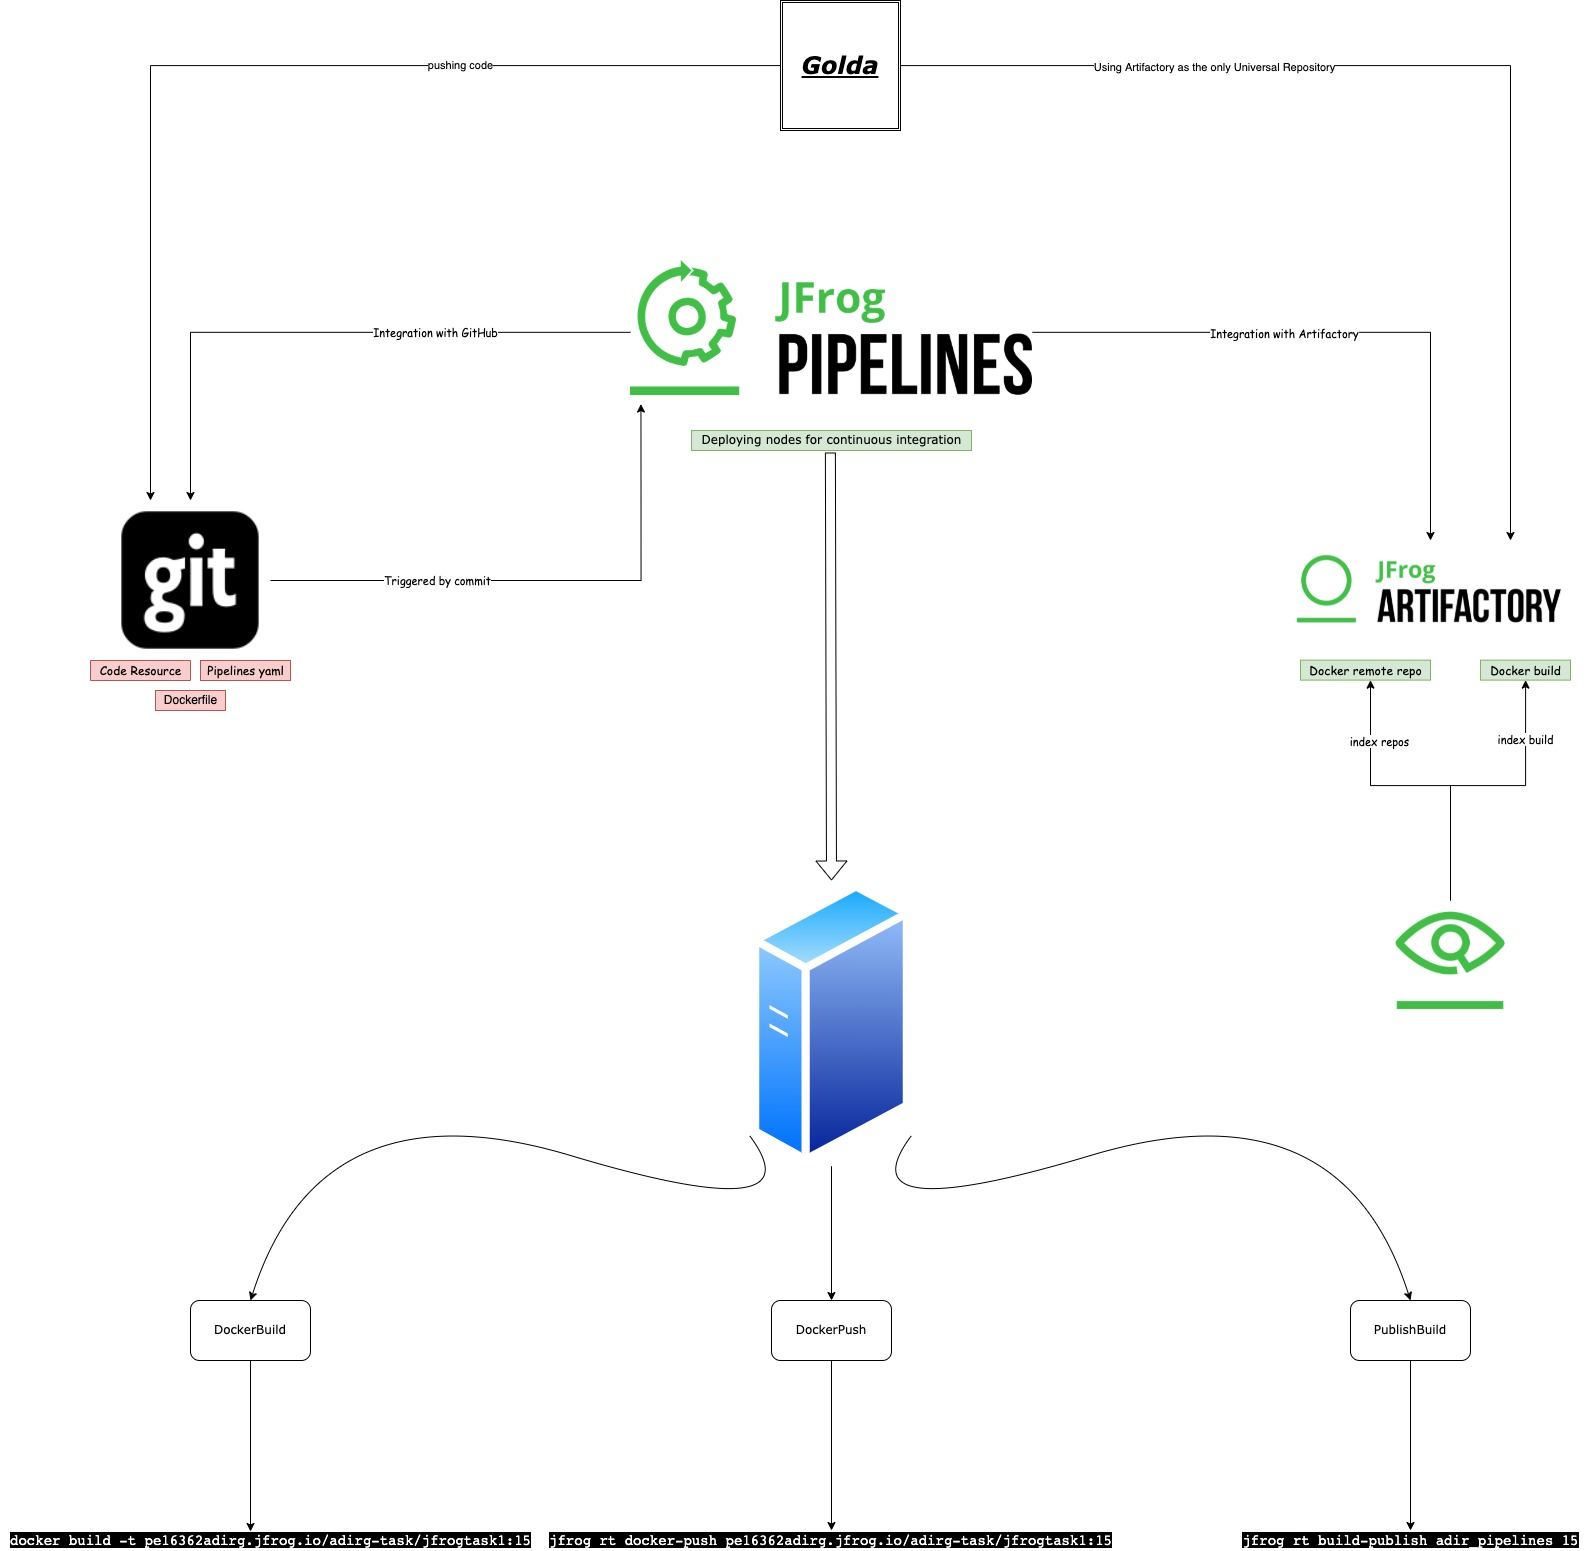 Golda
pushing code
Using Artifactory as the only Universal Repository
JFrog
PIPELINES
Integration with GitHub
Integration with Artifactory
Deploying nodes for continuous integration
git
Triggered by commit
JFrog
ARTIFACTORY
Code Resource
Pipelines yaml
Dockerfile
Docker remote repo
Docker build
index repos
index build
DockerBuild
DockerPush
PublishBuild
docker build -t pe16362adirg.jfrog.io/adirg-task/jfrogtask1:15
jfrog rt docker-push pe16362adirg.jfrog.io/adirg-task/jfrogtask1:15
jfrog rt build-publish adir_pipelines 15